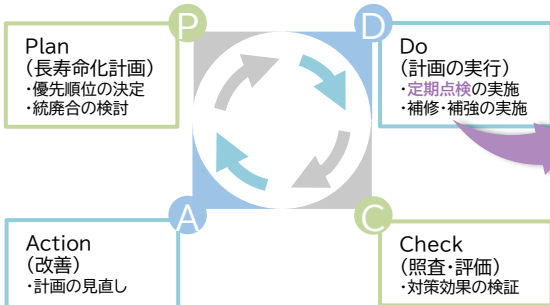 P
Plan
(長寿命化計画)
・優先順位の決定
・統廃合の検討
D
Do
(計画の実行)
・定期点検の実施
・補修・補強の実施
A
Action
(改善)
・計画の見直し
C
Check
(照査・評価)
・対策効果の検証